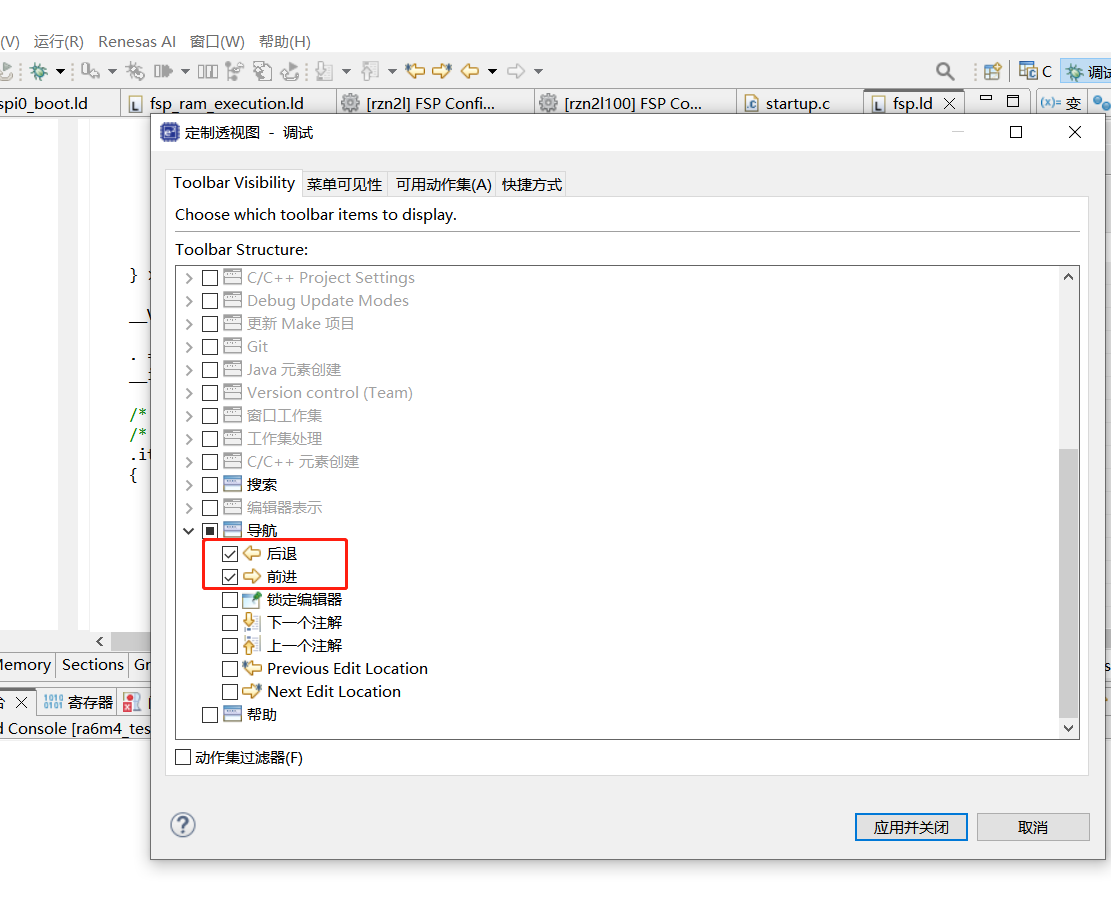 (V) 运行(R) Renesas AI 窗口(W) 帮助(H)
C 调试
spi0_boot.ld fsp_ram_execution.ld [rzn2l] FSP Confi... [rzn2l100] FSP Co... startup.c fsp.ld (x)= 变
定制透视图 - 调试
Toolbar Visibility 菜单可见性 可用动作集(A) 快捷方式
Choose which toolbar items to display.
Toolbar Structure:
C/C++ Project Settings
Debug Update Modes
更新 Make 项目
Git
Java 元素创建
Version control (Team)
窗口工作集
工作集处理
C/C++ 元素创建
搜索
编辑器表示
导航
后退
前进
锁定编辑器
下一个注解
上一个注解
Previous Edit Location
Next Edit Location
帮助
动作集过滤器(F)
应用并关闭 取消
}
. =
/*
/*
.it
{
Memory Sections Gr
台 寄存器
d Console [ra6m4_tes